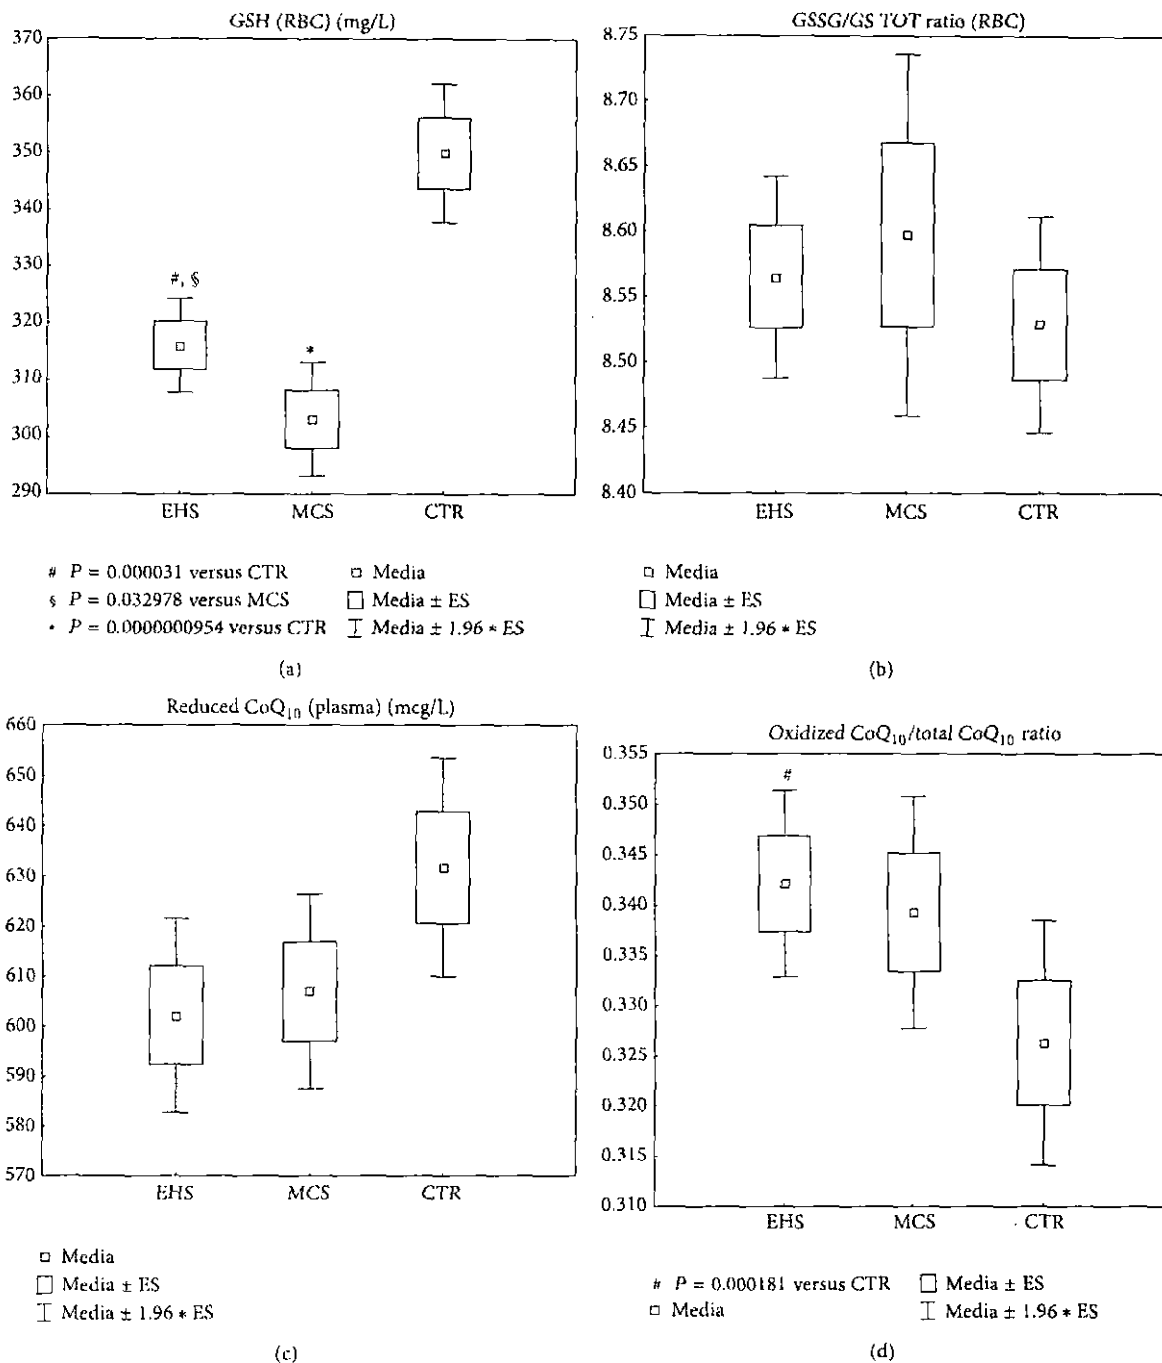 GSH (RBC) (mg/L)
370
360
350
340
330
320
310
300
290
#, §
*
EHS MCS CTR
# P = 0.000031 versus CTR
§ P = 0.032978 versus MCS
* P = 0.0000000954 versus CTR
Media
Media ± ES
Media ± 1.96 * ES
(a)
GSSG/GS TOT ratio (RBC)
8.75
8.70
8.65
8.60
8.55
8.50
8.45
8.40
EHS MCS CTR
Media
Media ± ES
Media ± 1.96 * ES
(b)
Reduced CoQ10 (plasma) (mcg/L)
660
650
640
630
620
610
600
590
580
570
EHS MCS CTR
Media
Media ± ES
Media ± 1.96 * ES
(c)
Oxidized CoQ10/total CoQ10 ratio
0.355
0.350
0.345
0.340
0.335
0.330
0.325
0.320
0.315
0.310
#
EHS MCS CTR
# P = 0.000181 versus CTR
Media
Media ± ES
Media ± 1.96 * ES
(d)